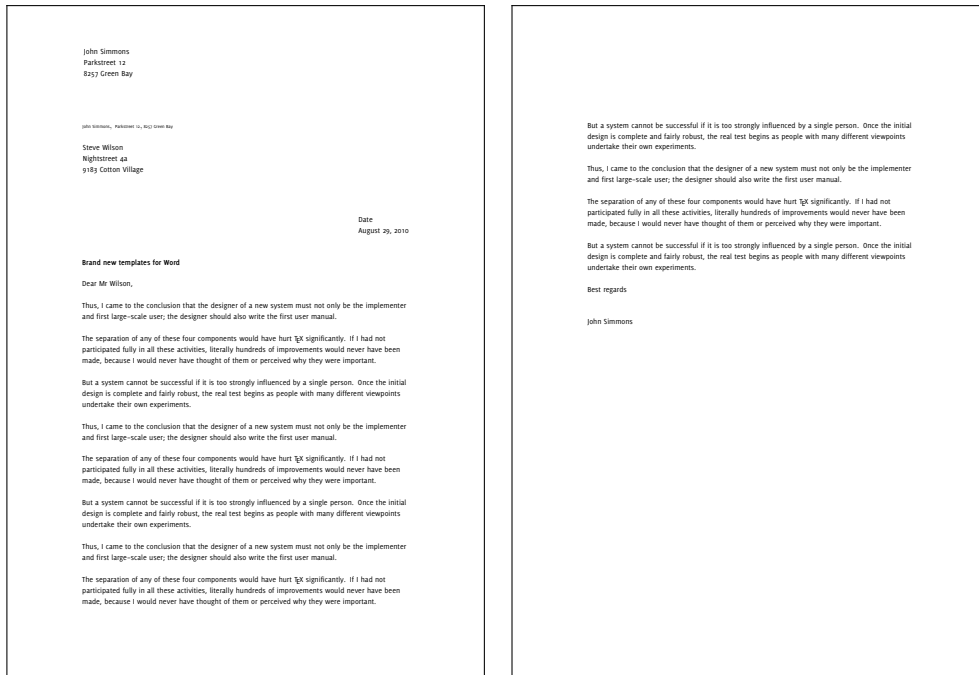 John Simmons
Parkstreet 12
8257 Green Bay
John Simmons, Parkstreet 12, 8257 Green Bay
Steve Wilson
Nightstreet 4a
9183 Cotton Village
Date
August 29, 2010
Brand new templates for Word
Dear Mr Wilson,
Thus, I came to the conclusion that the designer of a new system must not only be the implementer
and first large-scale user; the designer should also write the first user manual.
The separation of any of these four components would have hurt TEX significantly. If I had not
participated fully in all these activities, literally hundreds of improvements would never have been
made, because I would never have thought of them or perceived why they were important.
But a system cannot be successful if it is too strongly influenced by a single person. Once the initial
design is complete and fairly robust, the real test begins as people with many different viewpoints
undertake their own experiments.
Thus, I came to the conclusion that the designer of a new system must not only be the implementer
and first large-scale user; the designer should also write the first user manual.
The separation of any of these four components would have hurt TEX significantly. If I had not
participated fully in all these activities, literally hundreds of improvements would never have been
made, because I would never have thought of them or perceived why they were important.
But a system cannot be successful if it is too strongly influenced by a single person. Once the initial
design is complete and fairly robust, the real test begins as people with many different viewpoints
undertake their own experiments.
Thus, I came to the conclusion that the designer of a new system must not only be the implementer
and first large-scale user; the designer should also write the first user manual.
The separation of any of these four components would have hurt TEX significantly. If I had not
participated fully in all these activities, literally hundreds of improvements would never have been
made, because I would never have thought of them or perceived why they were important.
But a system cannot be successful if it is too strongly influenced by a single person. Once the initial
design is complete and fairly robust, the real test begins as people with many different viewpoints
undertake their own experiments.
Thus, I came to the conclusion that the designer of a new system must not only be the implementer
and first large-scale user; the designer should also write the first user manual.
The separation of any of these four components would have hurt TEX significantly. If I had not
participated fully in all these activities, literally hundreds of improvements would never have been
made, because I would never have thought of them or perceived why they were important.
But a system cannot be successful if it is too strongly influenced by a single person. Once the initial
design is complete and fairly robust, the real test begins as people with many different viewpoints
undertake their own experiments.
Best regards
John Simmons